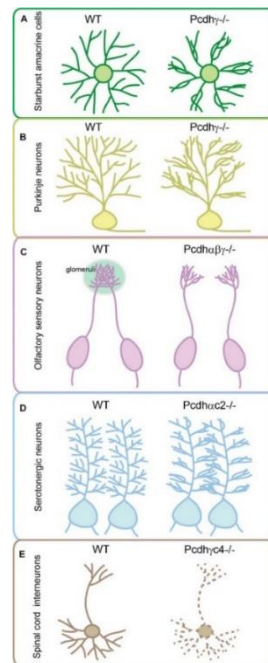 A
Starburst amacrine cells
WT
Pcdhγ-/-
B
Purkinje neurons
WT
Pcdhγ-/-
C
Olfactory sensory neurons
WT
Pcdhαβγ-/-
glomeruli
D
Serotonergic neurons
WT
Pcdhαc2-/-
E
Spinal cord interneurons
WT
Pcdhγc4-/-